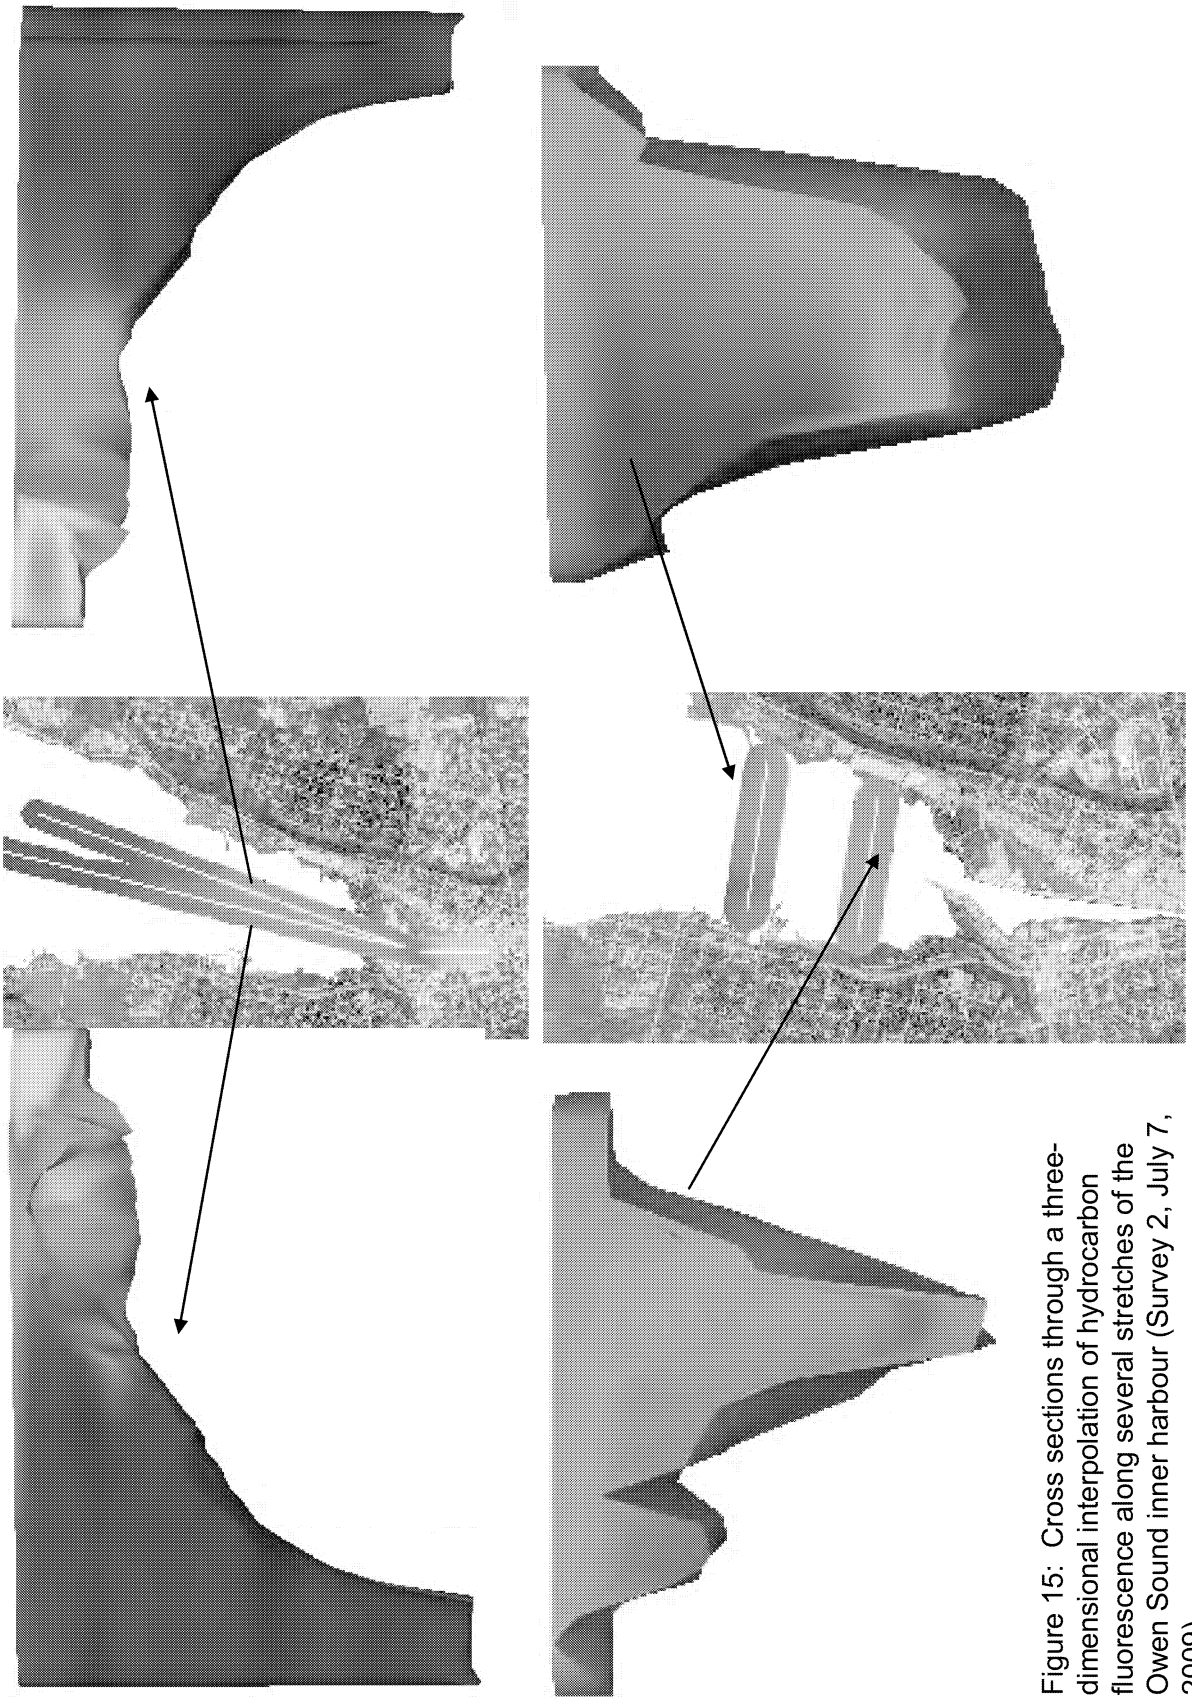 Figure 15:  Cross sections through a three-
dimensional interpolation of hydrocarbon
fluorescence along several stretches of the
Owen Sound inner harbour (Survey 2, July 7,
2009)